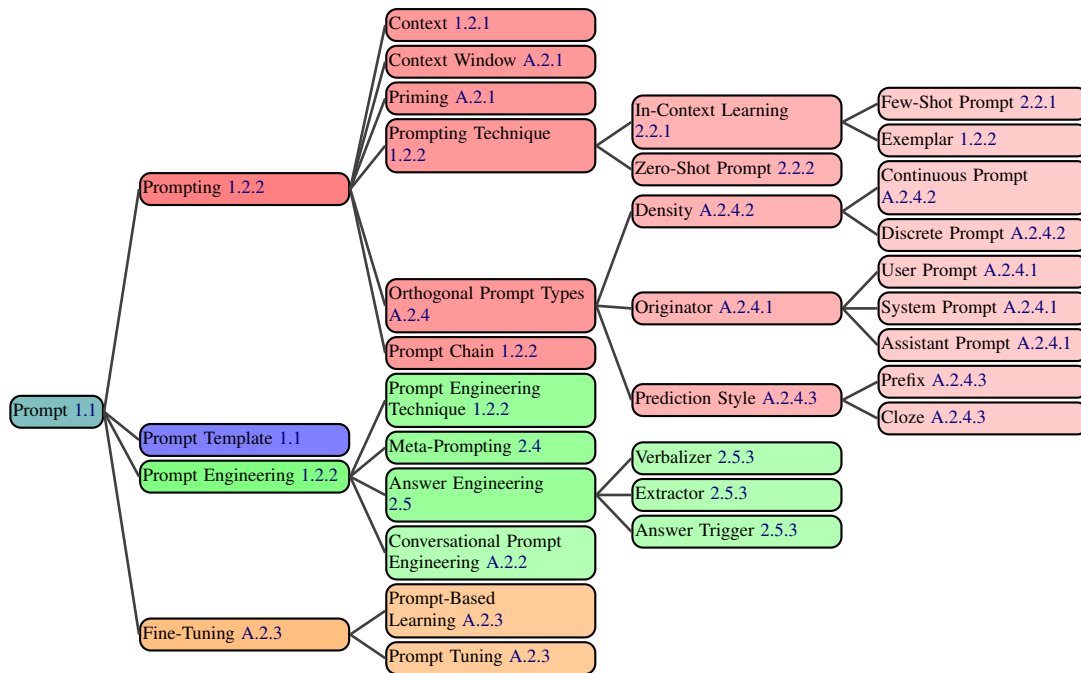 Prompt 1.1
Prompting 1.2.2
Context 1.2.1
Context Window A.2.1
Priming A.2.1
Prompting Technique
1.2.2
In-Context Learning
2.2.1
Few-Shot Prompt 2.2.1
Exemplar 1.2.2
Zero-Shot Prompt 2.2.2
Orthogonal Prompt Types
A.2.4
Density A.2.4.2
Continuous Prompt
A.2.4.2
Discrete Prompt A.2.4.2
Originator A.2.4.1
User Prompt A.2.4.1
System Prompt A.2.4.1
Assistant Prompt A.2.4.1
Prediction Style A.2.4.3
Prefix A.2.4.3
Cloze A.2.4.3
Prompt Chain 1.2.2
Prompt Template 1.1
Prompt Engineering 1.2.2
Prompt Engineering
Technique 1.2.2
Meta-Prompting 2.4
Answer Engineering
2.5
Verbalizer 2.5.3
Extractor 2.5.3
Answer Trigger 2.5.3
Conversational Prompt
Engineering A.2.2
Fine-Tuning A.2.3
Prompt-Based
Learning A.2.3
Prompt Tuning A.2.3